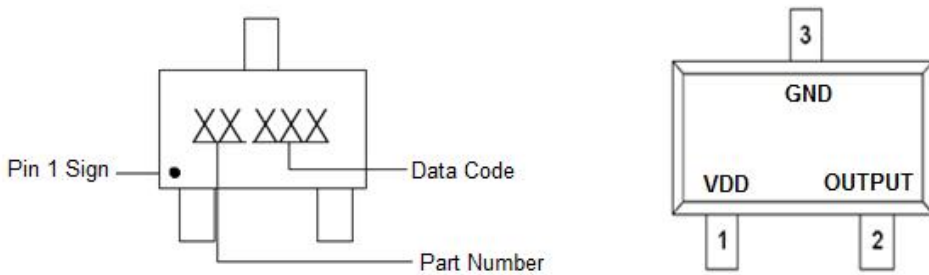 XX XXX
Pin 1 Sign
Data Code
Part Number
3
GND
VDD OUTPUT
1 2